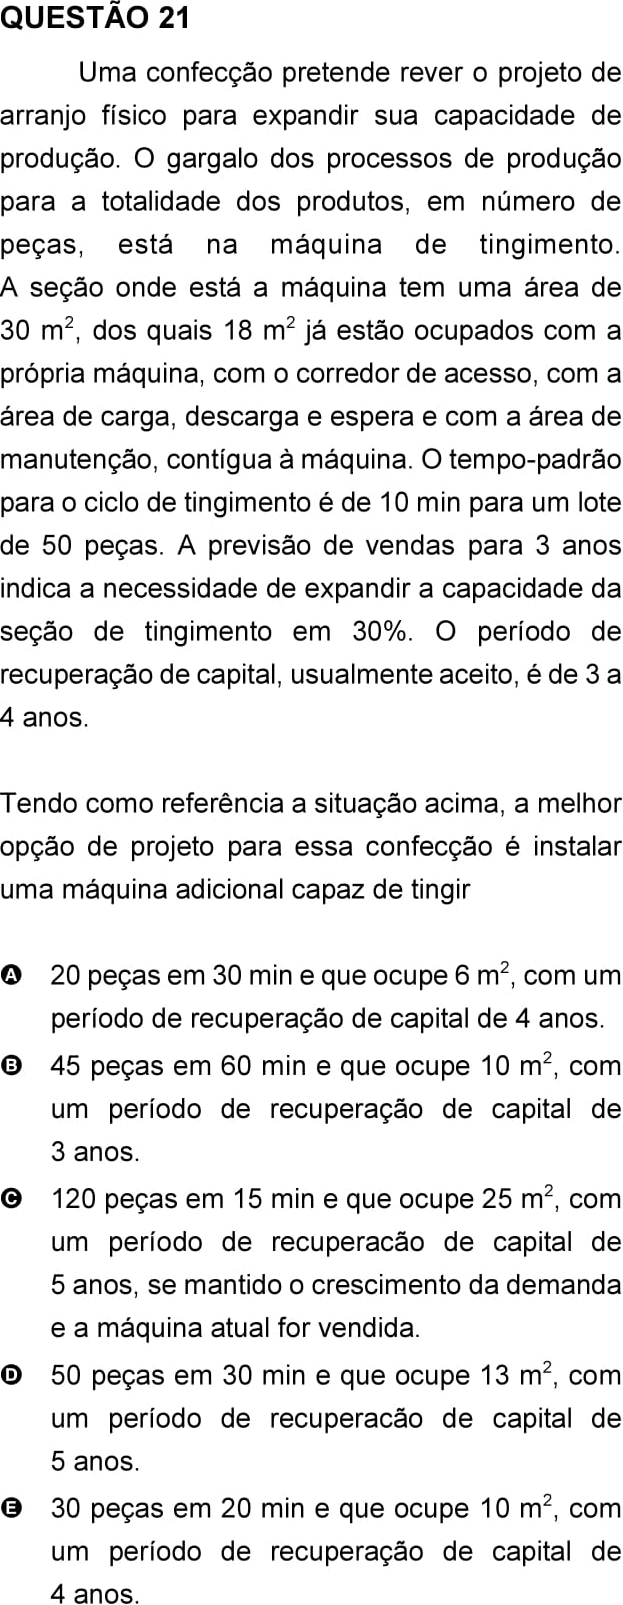 QUESTÃO 21
Uma confecção pretende rever o projeto de
arranjo físico para expandir sua capacidade de
produção. O gargalo dos processos de produção
para a totalidade dos produtos, em número de
peças, está na máquina de tingimento.
A seção onde está a máquina tem uma área de
30 m², dos quais 18 m² já estão ocupados com a
própria máquina, com o corredor de acesso, com a
área de carga, descarga e espera e com a área de
manutenção, contígua à máquina. O tempo-padrão
para o ciclo de tingimento é de 10 min para um lote
de 50 peças. A previsão de vendas para 3 anos
indica a necessidade de expandir a capacidade da
seção de tingimento em 30%. O período de
recuperação de capital, usualmente aceito, é de 3 a
4 anos.
Tendo como referência a situação acima, a melhor
opção de projeto para essa confecção é instalar
uma máquina adicional capaz de tingir
A 20 peças em 30 min e que ocupe 6 m², com um
período de recuperação de capital de 4 anos.
B 45 peças em 60 min e que ocupe 10 m², com
um período de recuperação de capital de
3 anos.
C 120 peças em 15 min e que ocupe 25 m², com
um período de recuperacão de capital de
5 anos, se mantido o crescimento da demanda
e a máquina atual for vendida.
D 50 peças em 30 min e que ocupe 13 m², com
um período de recuperacão de capital de
5 anos.
E 30 peças em 20 min e que ocupe 10 m², com
um período de recuperação de capital de
4 anos.